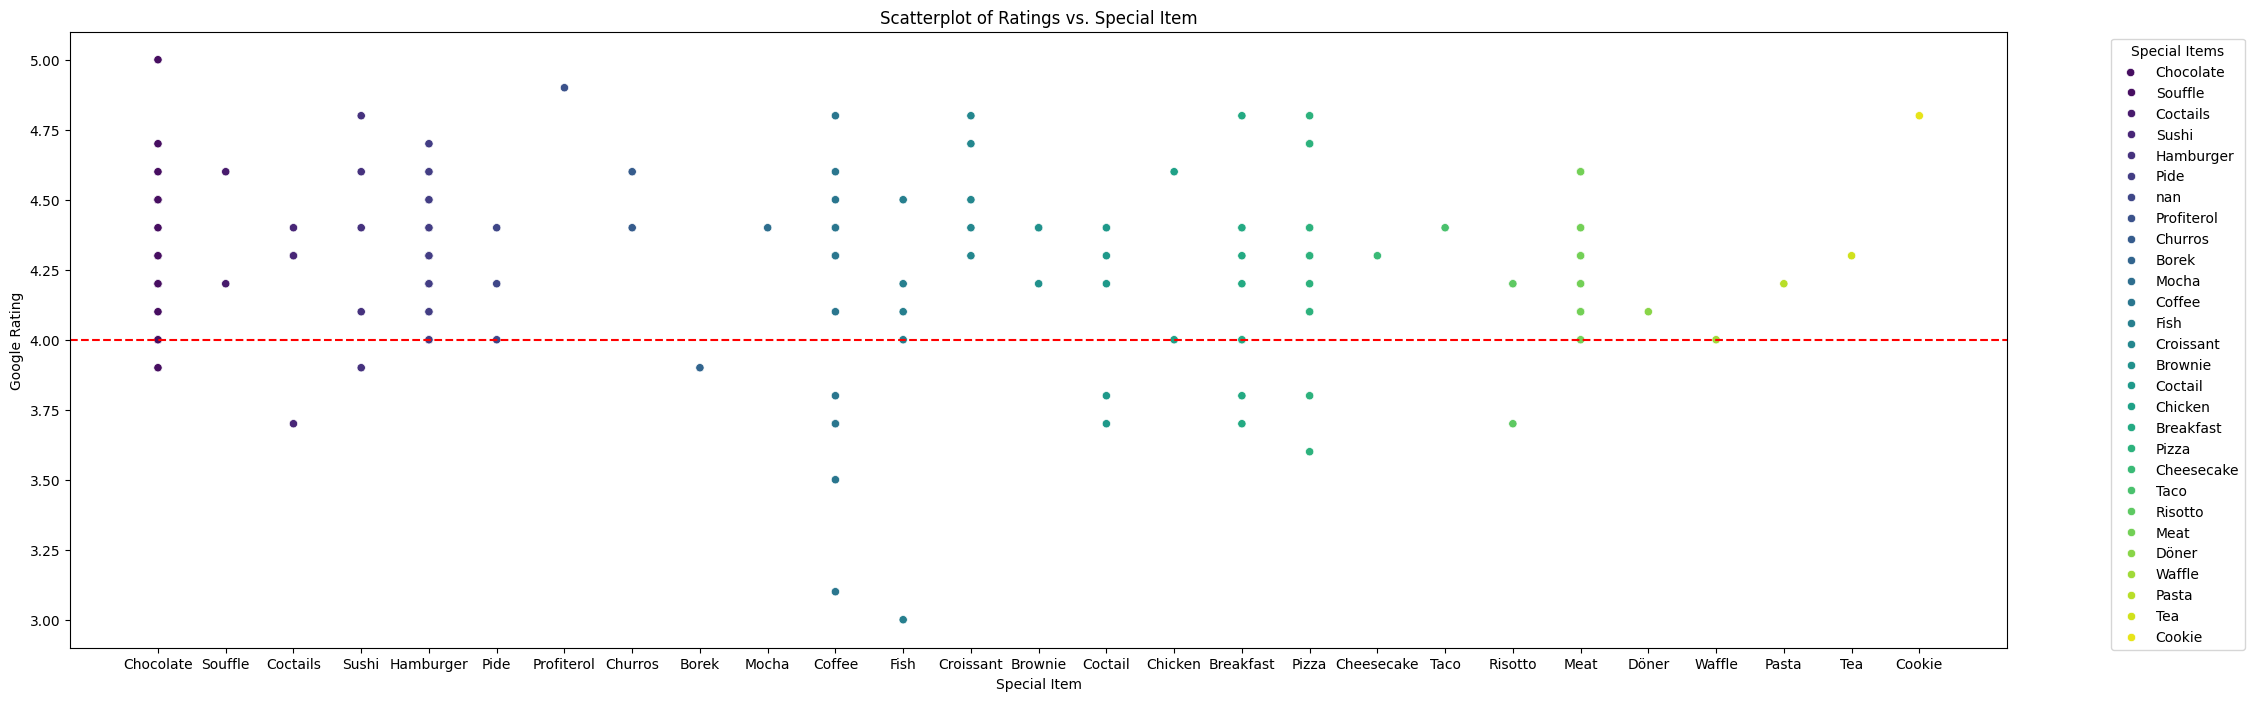 Scatterplot of Ratings vs. Special Item
Google Rating
5.00
4.75
4.50
4.25
4.00
3.75
3.50
3.25
3.00
Chocolate Souffle Coctails Sushi Hamburger Pide Profiterol Churros Borek Mocha Coffee Fish Croissant Brownie Coctail Chicken Breakfast Pizza Cheesecake Taco Risotto Meat Döner Waffle Pasta Tea Cookie
Special Item
Special Items
Chocolate
Souffle
Coctails
Sushi
Hamburger
Pide
nan
Profiterol
Churros
Borek
Mocha
Coffee
Fish
Croissant
Brownie
Coctail
Chicken
Breakfast
Pizza
Cheesecake
Taco
Risotto
Meat
Döner
Waffle
Pasta
Tea
Cookie